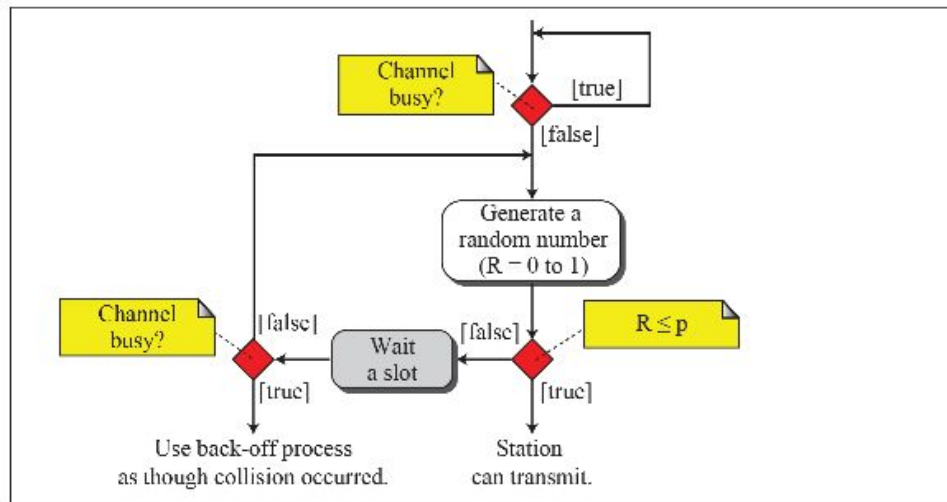 Channel
busy?
[true]
[false]
Generate a
random number
(R = 0 to 1)
Channel
busy?
[false]
Wait
a slot
[false]
R ≤ p
[true]
[true]
Use back-off process
as though collision occurred.
Station
can transmit.